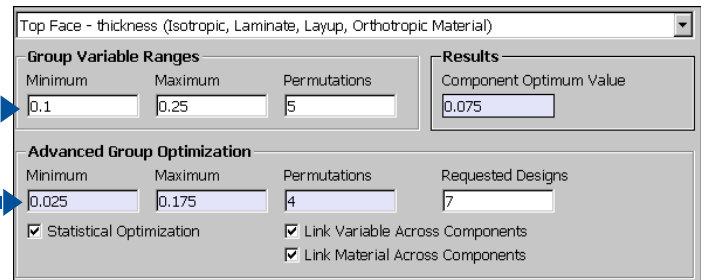 Top Face - thickness (Isotropic, Laminate, Layup, Orthotropic Material)
Group Variable Ranges
Minimum Maximum Permutations
0.1 0.25 5
Results
Component Optimum Value
0.075
Advanced Group Optimization
Minimum Maximum Permutations Requested Designs
0.025 0.175 4 7
Statistical Optimization Link Variable Across Components
Link Material Across Components